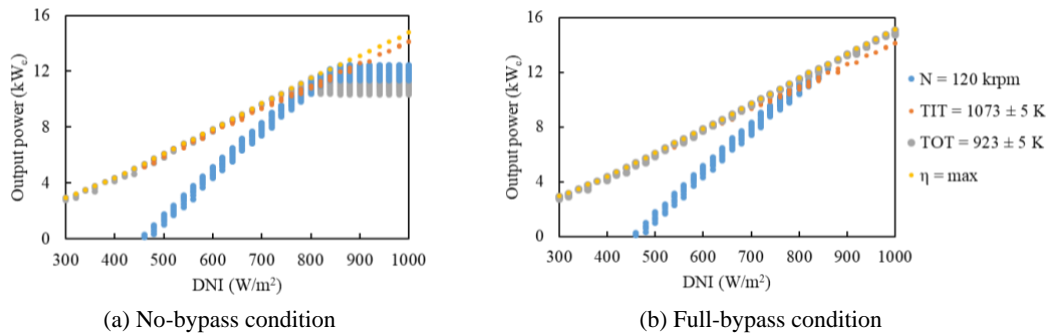 16
12
8
4
0
Output power (kWe)
300 400 500 600 700 800 900 1000
DNI (W/m²)
(a) No-bypass condition
16
12
8
4
0
Output power (kWe)
300 400 500 600 700 800 900 1000
DNI (W/m²)
(b) Full-bypass condition
N = 120 krpm
TIT = 1073 ± 5 K
TOT = 923 ± 5 K
η = max